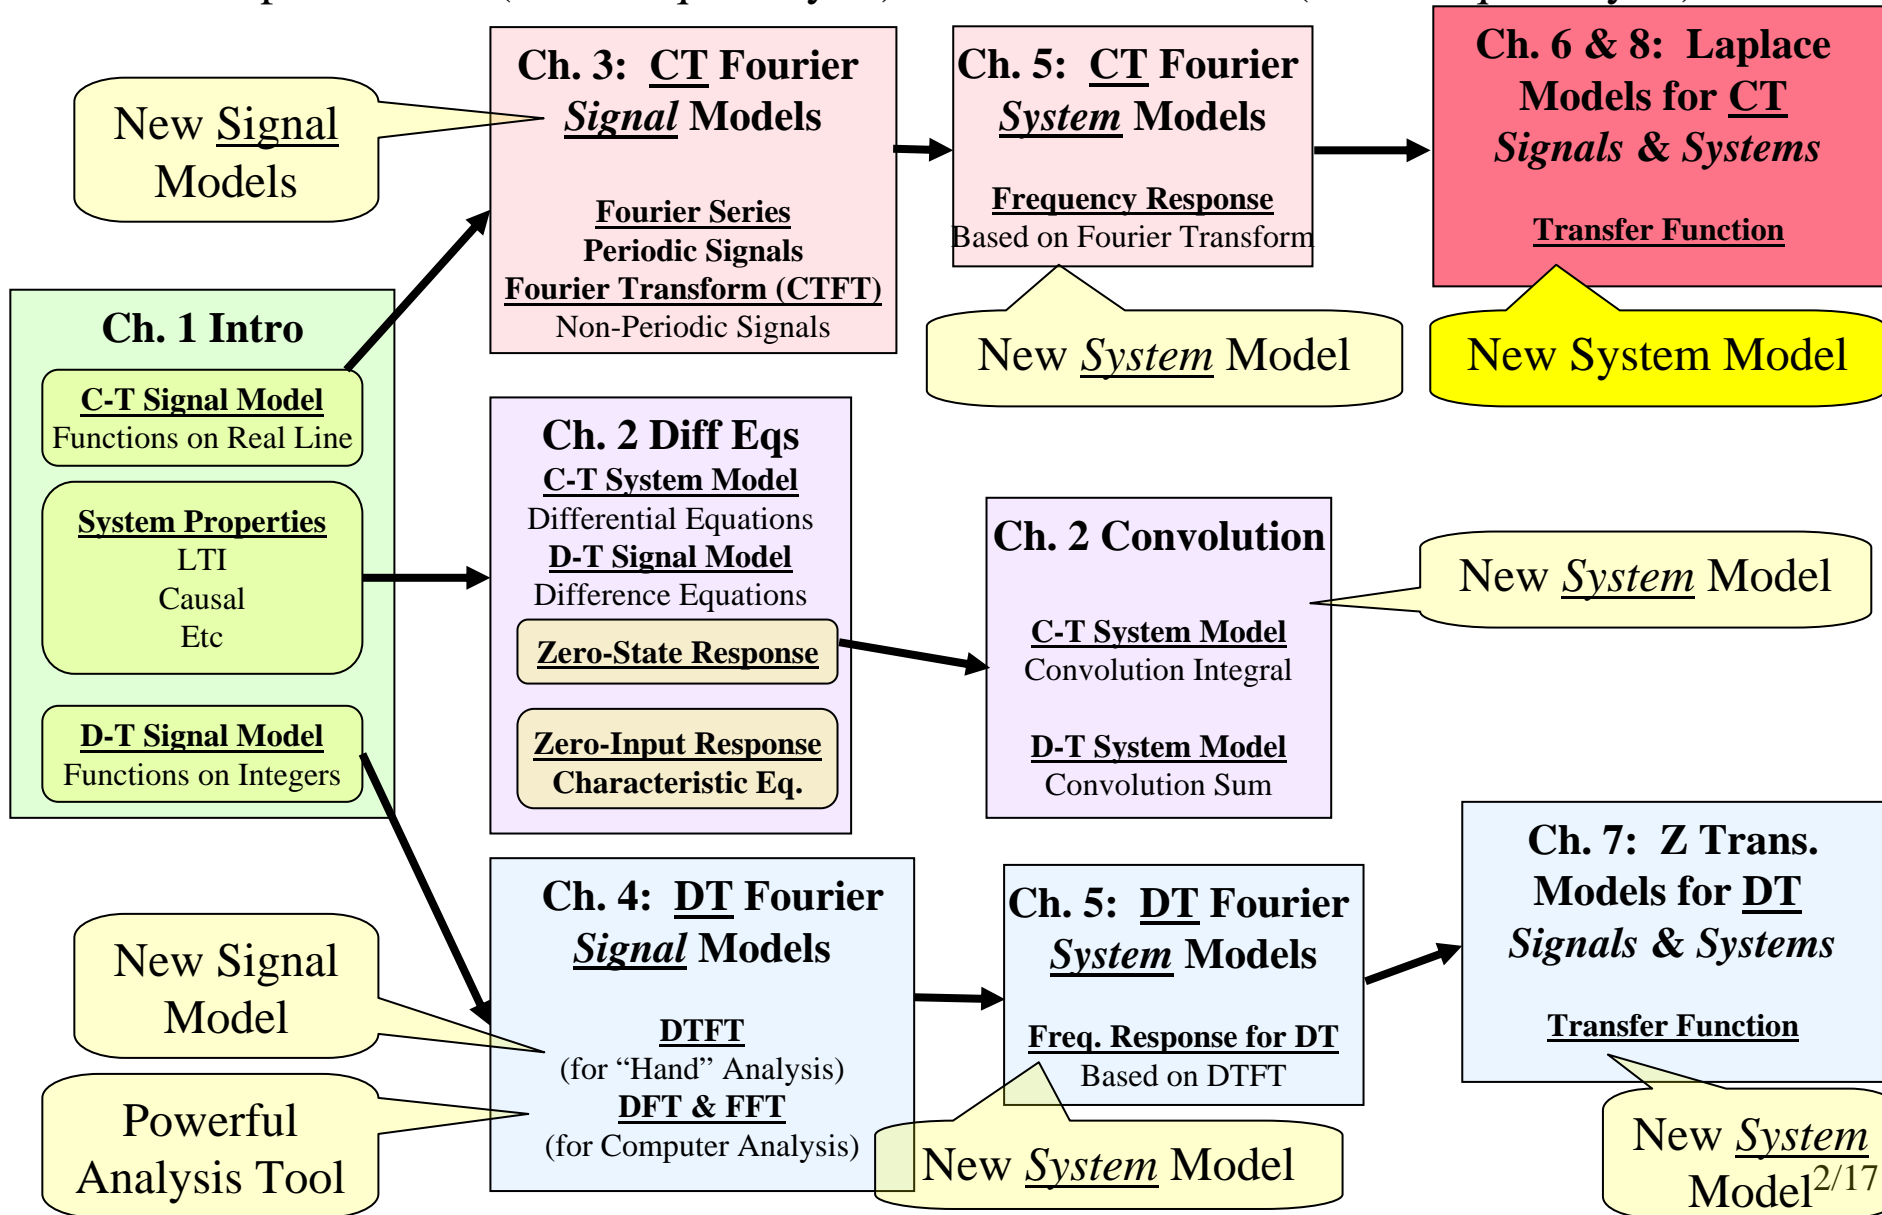 Ch. 3: CT Fourier
Signal Models
Fourier Series
Periodic Signals
Fourier Transform (CTFT)
Non-Periodic Signals
Ch. 5: CT Fourier
System Models
Frequency Response
Based on Fourier Transform
Ch. 6 & 8: Laplace
Models for CT
Signals & Systems
Transfer Function
New Signal
Models
New System Model
New System Model
Ch. 1 Intro
C-T Signal Model
Functions on Real Line
System Properties
LTI
Causal
Etc
D-T Signal Model
Functions on Integers
Ch. 2 Diff Eqs
C-T System Model
Differential Equations
D-T Signal Model
Difference Equations
Zero-State Response
Zero-Input Response
Characteristic Eq.
Ch. 2 Convolution
C-T System Model
Convolution Integral
D-T System Model
Convolution Sum
New System Model
Ch. 4: DT Fourier
Signal Models
DTFT
(for “Hand” Analysis)
DFT & FFT
(for Computer Analysis)
New Signal
Model
Powerful
Analysis Tool
Ch. 5: DT Fourier
System Models
Freq. Response for DT
Based on DTFT
New System Model
Ch. 7: Z Trans.
Models for DT
Signals & Systems
Transfer Function
New System
Model
2/17